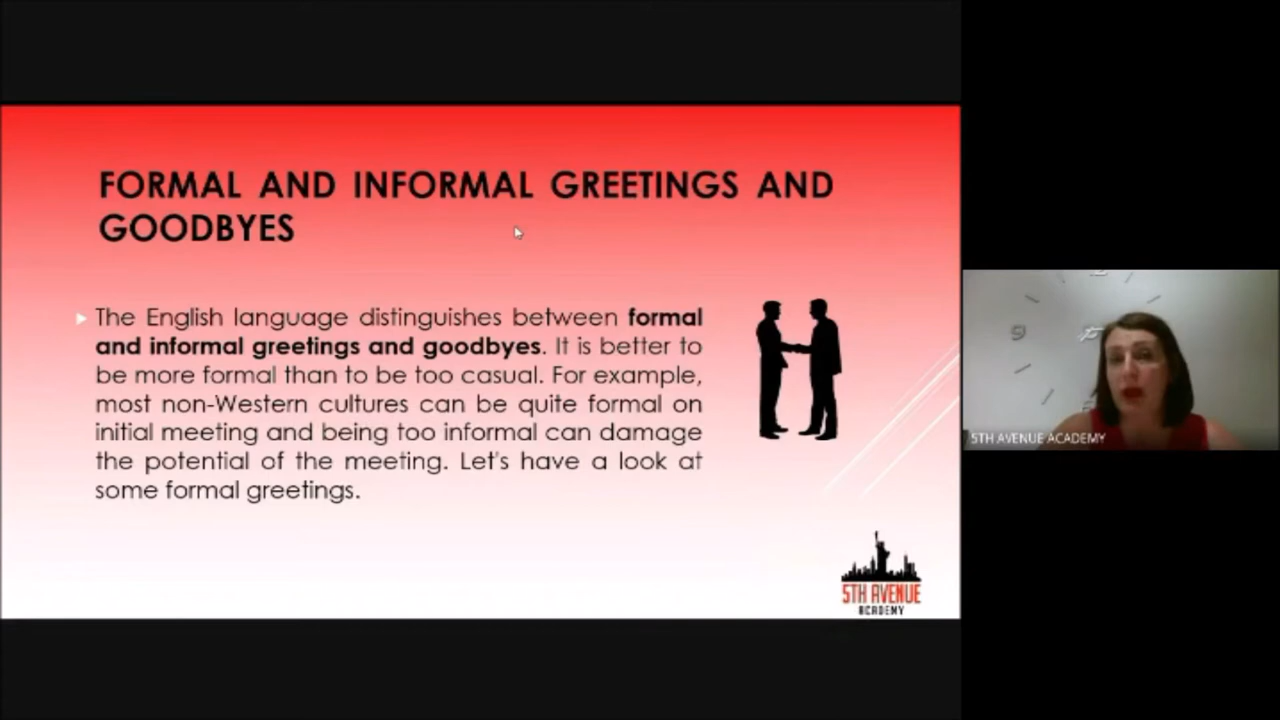 FORMAL AND INFORMAL GREETINGS AND
GOODBYES
The English language distinguishes between formal
and informal greetings and goodbyes. It is better to
be more formal than to be too casual. For example,
most non-Western cultures can be quite formal on
initial meeting and being too informal can damage
the potential of the meeting. Let's have a look at
some formal greetings.
5TH AVENUE
ACADEMY
9
5TH AVENUE ACADEMY